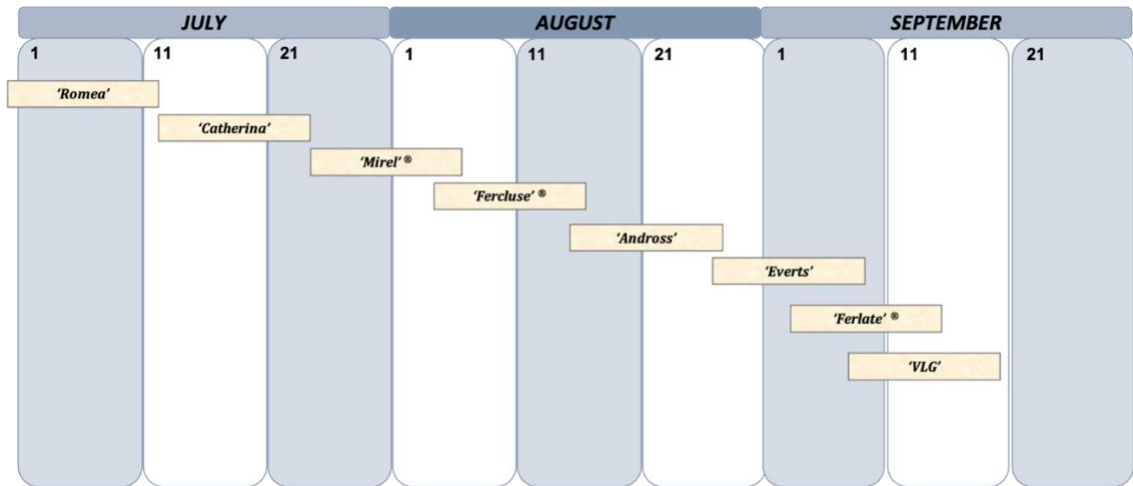 JULY AUGUST SEPTEMBER
1 11 21 1 11 21 1 11 21
‘Romea’
‘Catherina’
‘Mirel’ ®
‘Fercluse’ ®
‘Andross’
‘Everts’
‘Ferlate’ ®
‘VLG’